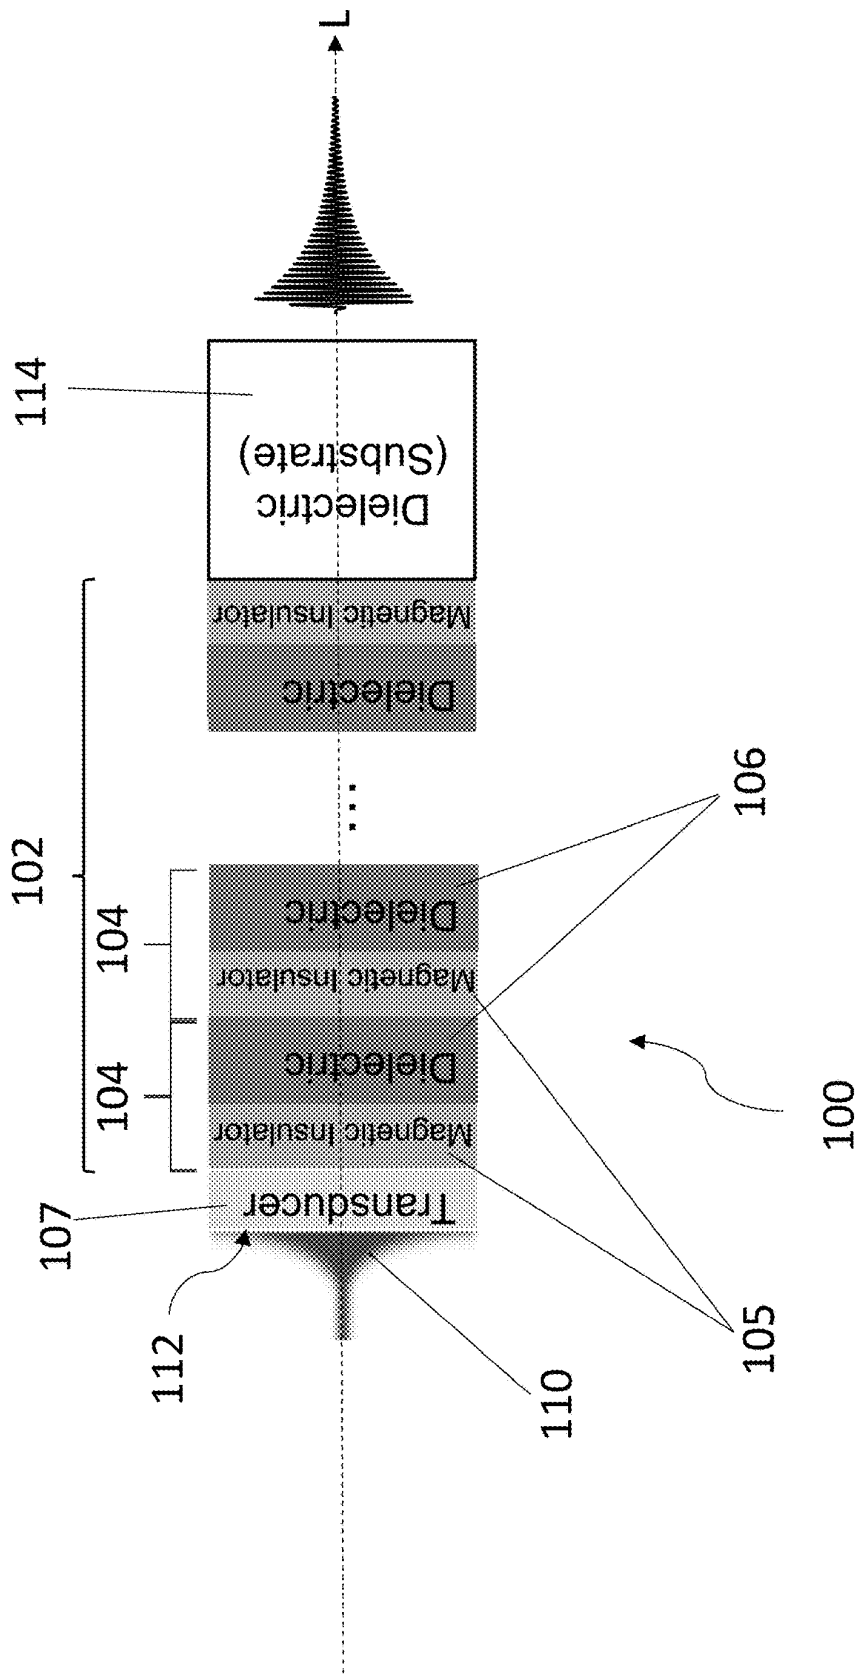 L
114
Dielectric
(Substrate)
Magnetic Insulator
Dielectric
102
...
106
104
Dielectric
Magnetic Insulator
104
Dielectric
Magnetic Insulator
100
107
Transducer
112
105
110